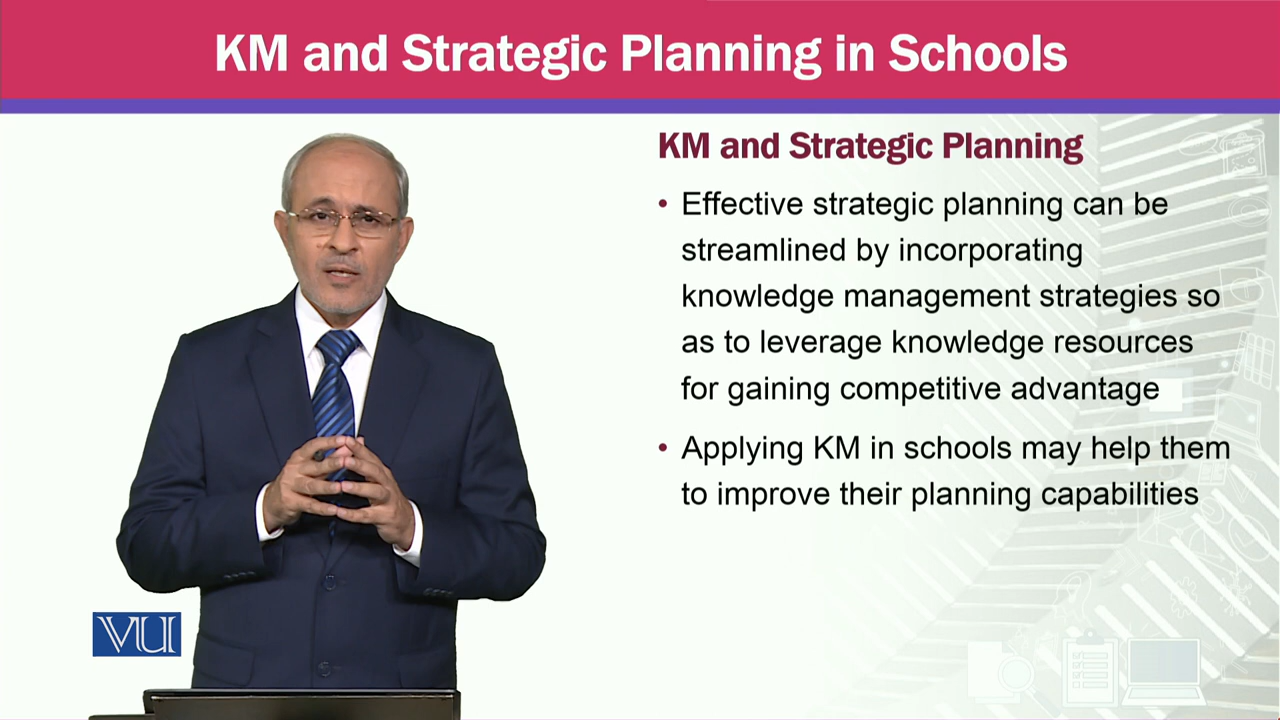 KM and Strategic Planning in Schools
KM and Strategic Planning
• Effective strategic planning can be
streamlined by incorporating
knowledge management strategies so
as to leverage knowledge resources
for gaining competitive advantage
• Applying KM in schools may help them
to improve their planning capabilities
VU